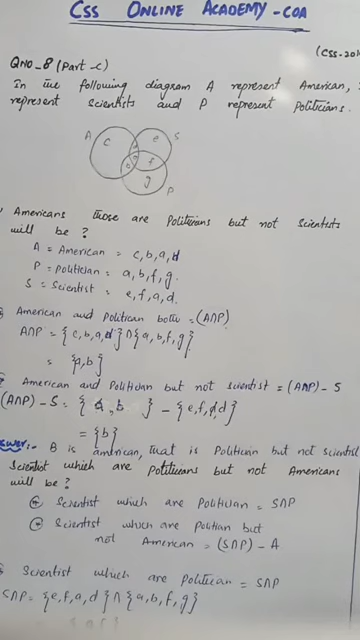 CSS ONLINE ACADEMY -COA
(CSS-201
QNO-8 (Part-C)
In the following diagram A represent American,
represent Scientists and P represent Politicians.
A
C
e
S
f
g
P
Americans those are Politicians but not Scientists
will be?
A = American = c, b, a, d
P = politician = a, b, f, g.
S = Scientist = e, f, a, d.
American and Politican both = (A∩P)
A∩P = {c, b, a, d} ∩ {a, b, f, g}
= {a, b}
American and Politician but not scientist = (A∩P) - S
(A∩P) - S = {a, b } - {e, f, a, d}
= {b}
B is american, that is Politician but not scientist
Scientist which are Politicians but not Americans
will be?
Scientist which are Politician = S∩P
Scientist which are Politian but
not American = (S∩P) - A
Scientist which are Politican = S∩P
S∩P = {e, f, a, d} ∩ {a, b, f, g}